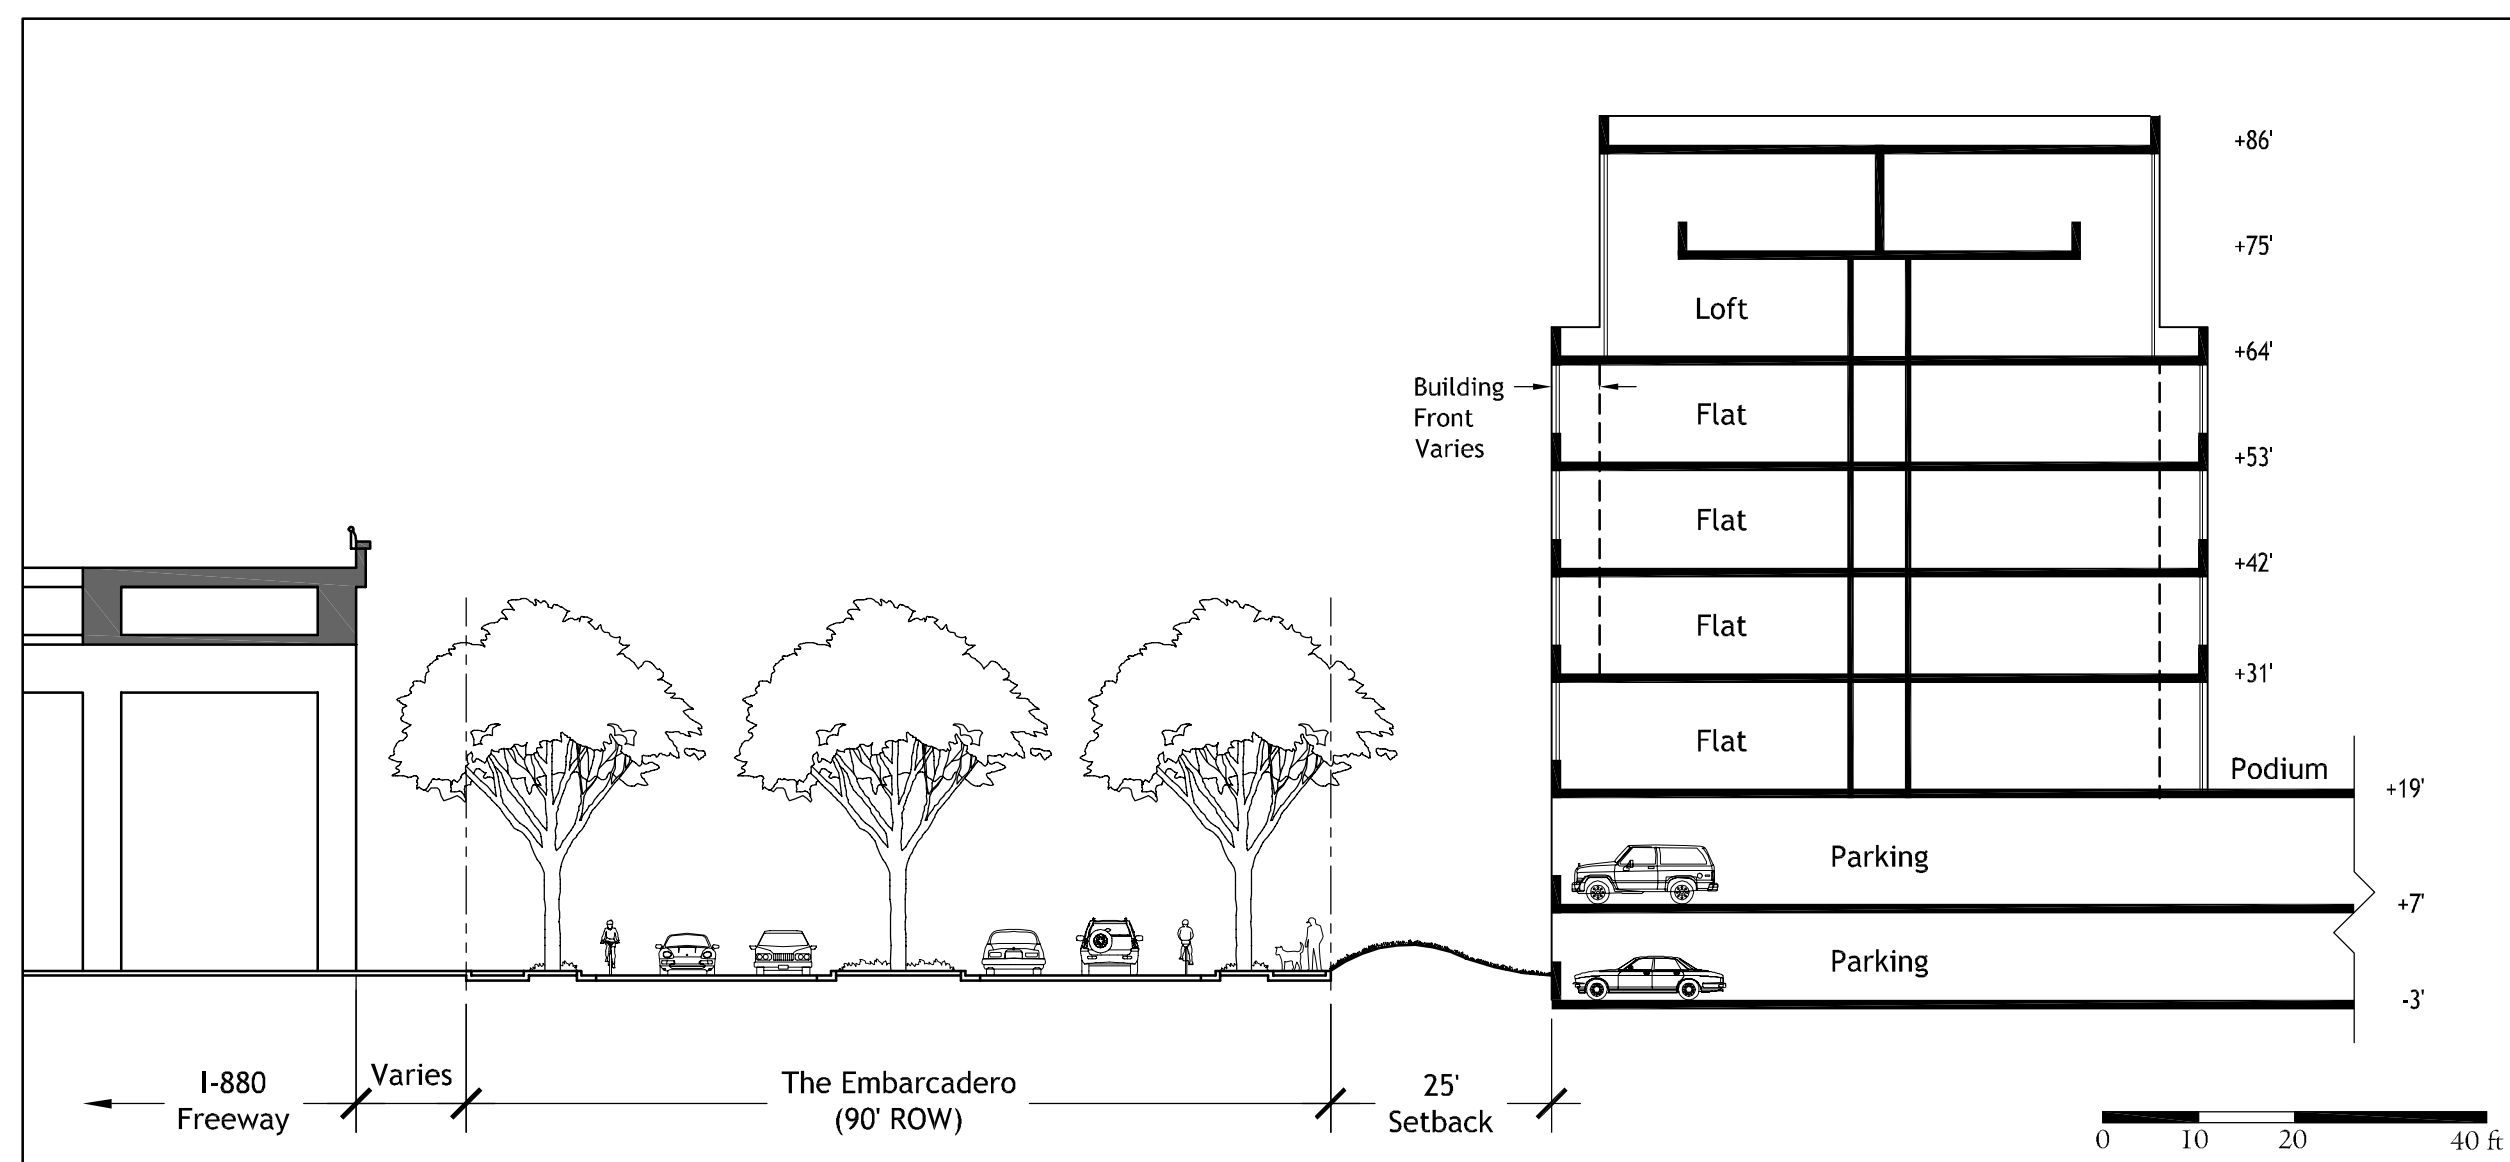 +86'
+75'
Loft
+64'
Building
Front
Varies
Flat
+53'
Flat
+42'
Flat
+31'
Flat
Podium
+19'
Parking
+7'
Parking
-3'
I-880
Freeway
Varies
The Embarcadero
(90' ROW)
25'
Setback
0 10 20 40 ft